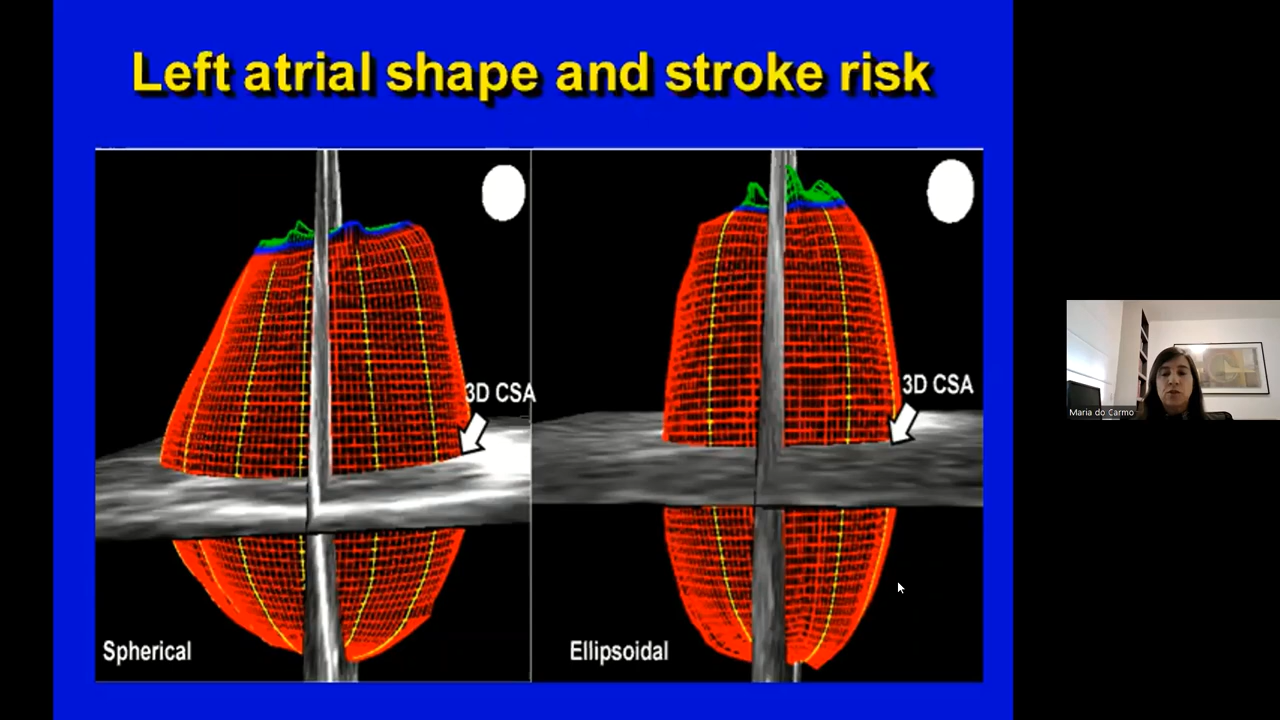 Left atrial shape and stroke risk
3D CSA
3D CSA
Spherical
Ellipsoidal
Maria do Carmo